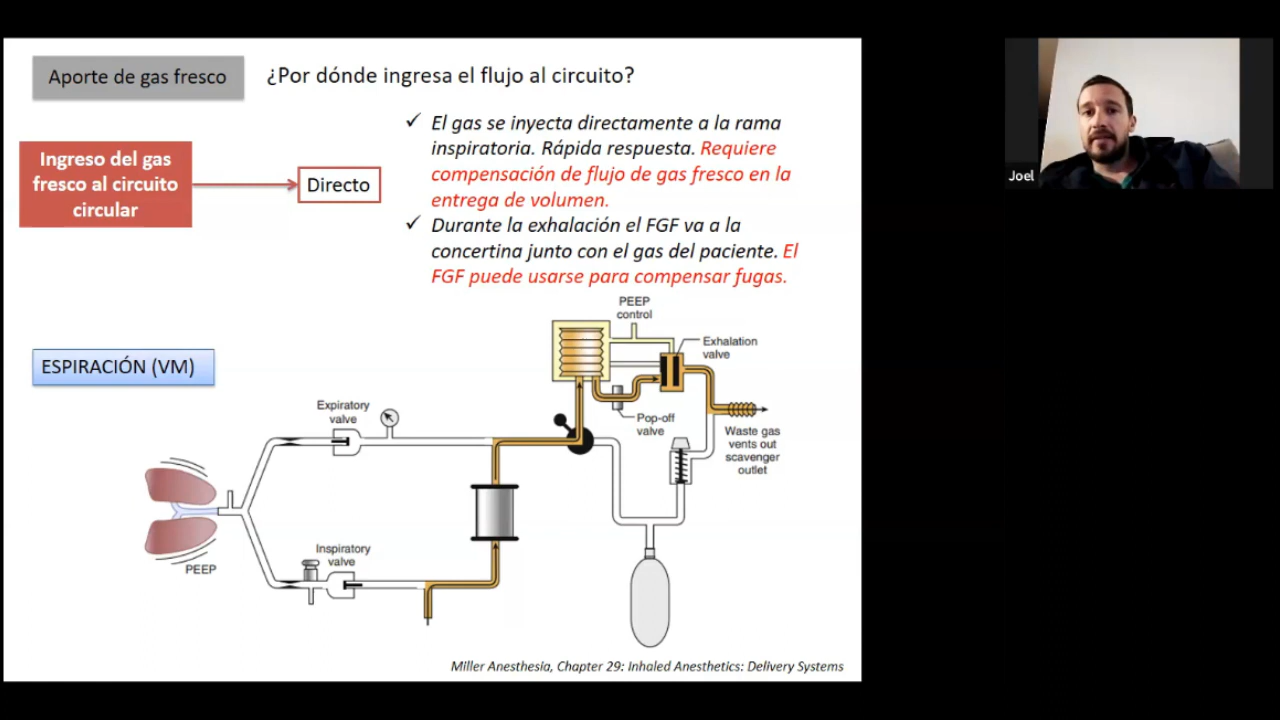 Aporte de gas fresco
¿Por dónde ingresa el flujo al circuito?
Ingreso del gas
fresco al circuito
circular
Directo
✓ El gas se inyecta directamente a la rama
inspiratoria. Rápida respuesta. Requiere
compensación de flujo de gas fresco en la
entrega de volumen.
✓ Durante la exhalación el FGF va a la
concertina junto con el gas del paciente. El
FGF puede usarse para compensar fugas.
ESPIRACIÓN (VM)
PEEP
control
Exhalation
valve
Expiratory
valve
Pop-off
valve
Waste gas
vents out
scavenger
outlet
Inspiratory
valve
PEEP
Miller Anesthesia, Chapter 29: Inhaled Anesthetics: Delivery Systems
Joel